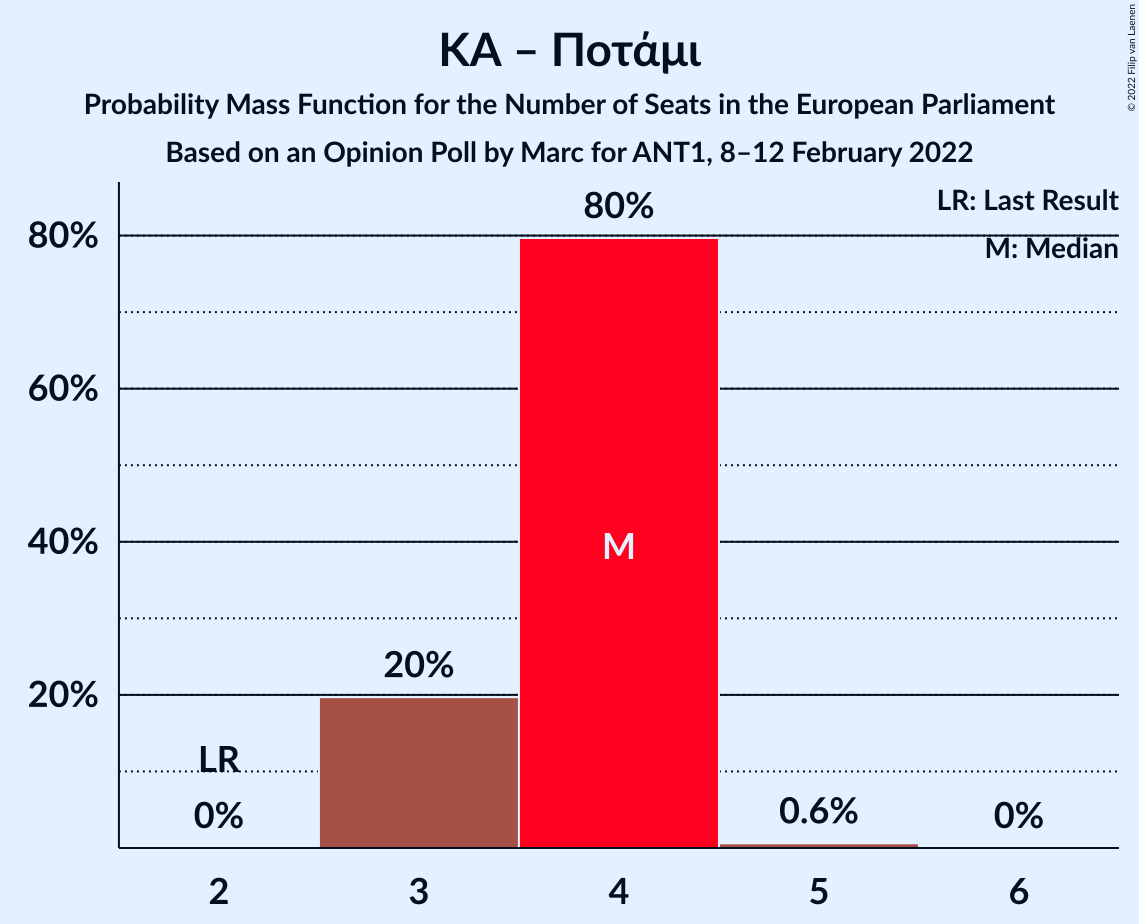 ΚΑ – Ποτάμι
Probability Mass Function for the Number of Seats in the European Parliament
Based on an Opinion Poll by Marc for ANT1, 8–12 February 2022
© 2022 Filip van Laenen
LR: Last Result
M: Median
80%
60%
40%
20%
LR
0%
20%
80%
M
0.6%
0%
2
3
4
5
6